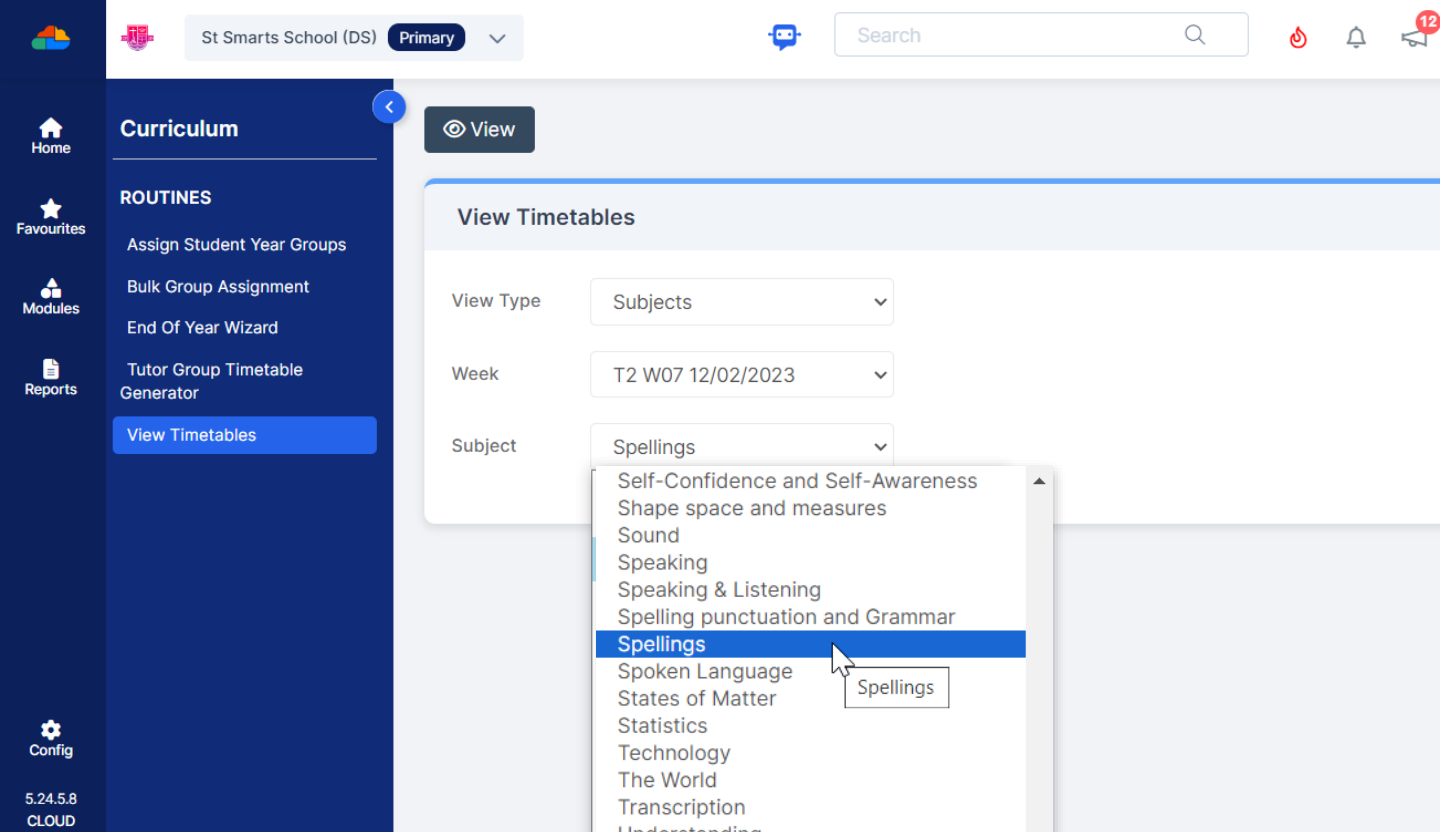 St Smarts School (DS) Primary
Search
12
Home
Favourites
Modules
Reports
Config
5.24.5.8
CLOUD
Curriculum
ROUTINES
Assign Student Year Groups
Bulk Group Assignment
End Of Year Wizard
Tutor Group Timetable
Generator
View Timetables
View
View Timetables
View Type Subjects
Week T2 W07 12/02/2023
Subject Spellings
Self-Confidence and Self-Awareness
Shape space and measures
Sound
Speaking
Speaking & Listening
Spelling punctuation and Grammar
Spellings
Spoken Language
Spellings
States of Matter
Statistics
Technology
The World
Transcription
Understanding